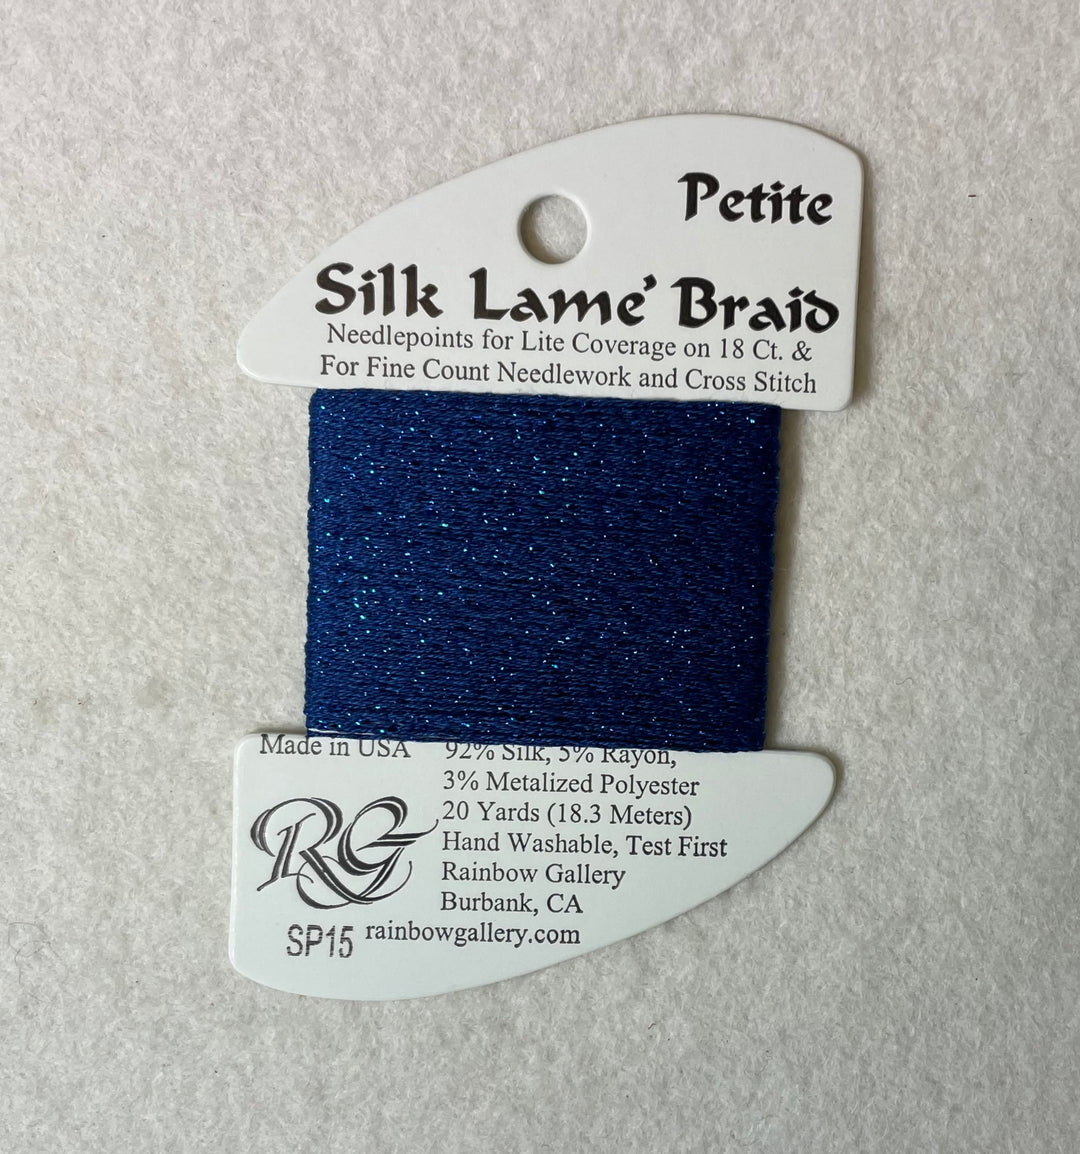 Petite
Silk Lame' Braid
Needlepoints for Lite Coverage on 18 Ct. &
For Fine Count Needlework and Cross Stitch
Made in USA
92% Silk, 5% Rayon,
3% Metalized Polyester
20 Yards (18.3 Meters)
Hand Washable, Test First
Rainbow Gallery
Burbank, CA
rainbowgallery.com
RG
SP15